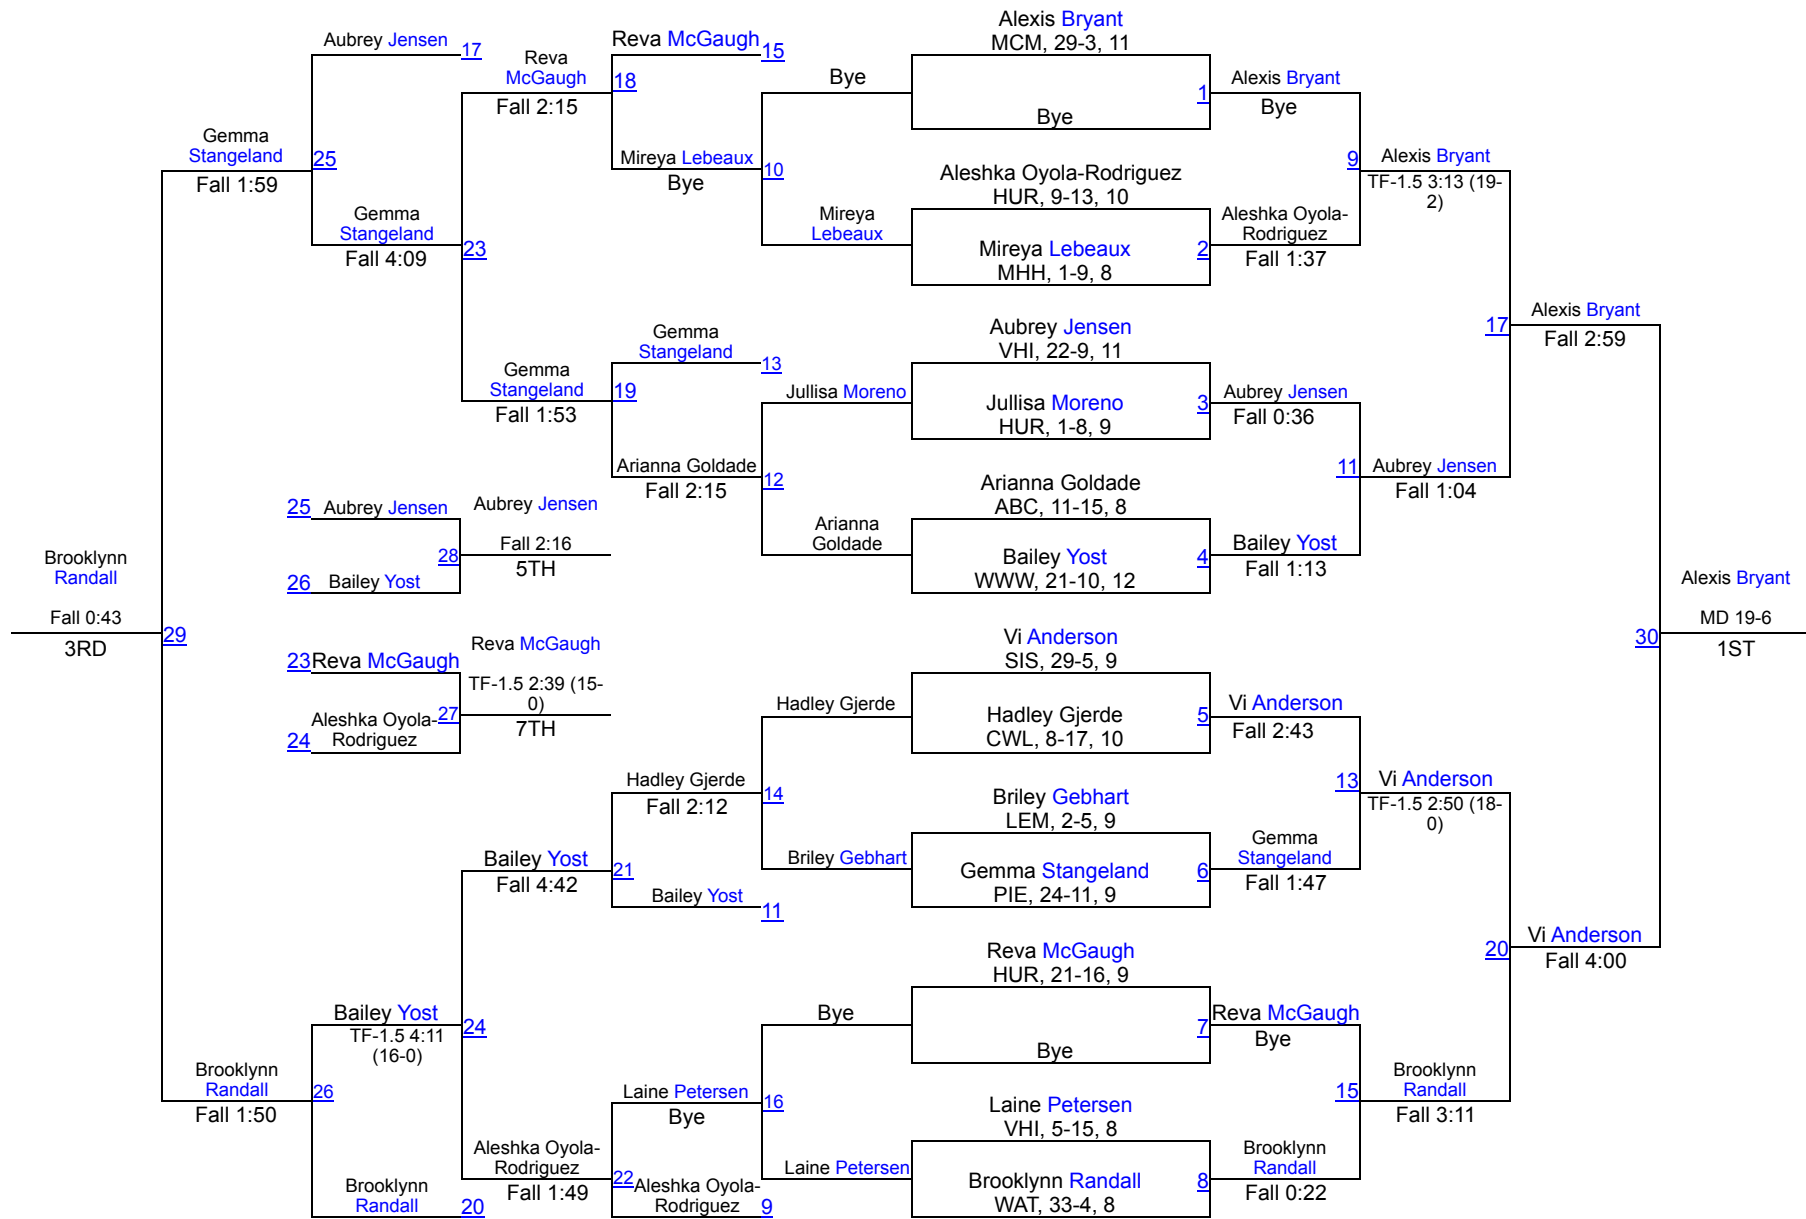 Aubrey Jensen
17
Gemma
Stangeland
25
Fall 1:59
Gemma
Stangeland
Fall 4:09
23
Reva
McGaugh
Fall 2:15
18
Reva McGaugh
15
Mireya Lebeaux
Bye
10
Gemma
Stangeland
Fall 1:53
19
Gemma
Stangeland
13
Arianna Goldade
Fall 2:15
12
25
Aubrey Jensen
26
Bailey Yost
28
Aubrey Jensen
Fall 2:16
5TH
Brooklynn
Randall
Fall 0:43
3RD
29
23
Reva McGaugh
24
Aleshka Oyola-
Rodriguez
27
Reva McGaugh
TF-1.5 2:39 (15-
0)
7TH
Bailey Yost
Fall 4:42
21
Hadley Gjerde
Fall 2:12
14
Bailey Yost
11
Bailey Yost
TF-1.5 4:11
(16-0)
24
Brooklynn
Randall
Fall 1:50
26
Brooklynn
Randall
20
Aleshka Oyola-
Rodriguez
Fall 1:49
22
Laine Petersen
Bye
16
Aleshka Oyola-
Rodriguez
9
Bye
Mireya
Lebeaux
Jullisa Moreno
Arianna
Goldade
Hadley Gjerde
Briley Gebhart
Bye
Laine Petersen
Alexis Bryant
MCM, 29-3, 11
Bye
1
Aleshka Oyola-Rodriguez
HUR, 9-13, 10
Mireya Lebeaux
MHH, 1-9, 8
2
Aubrey Jensen
VHI, 22-9, 11
Jullisa Moreno
HUR, 1-8, 9
3
Arianna Goldade
ABC, 11-15, 8
Bailey Yost
WWW, 21-10, 12
4
Vi Anderson
SIS, 29-5, 9
Hadley Gjerde
CWL, 8-17, 10
5
Briley Gebhart
LEM, 2-5, 9
Gemma Stangeland
PIE, 24-11, 9
6
Reva McGaugh
HUR, 21-16, 9
Bye
7
Laine Petersen
VHI, 5-15, 8
Brooklynn Randall
WAT, 33-4, 8
8
Alexis Bryant
Bye
9
Aleshka Oyola-
Rodriguez
Fall 1:37
Aubrey Jensen
Fall 0:36
11
Bailey Yost
Fall 1:13
Vi Anderson
Fall 2:43
13
Gemma
Stangeland
Fall 1:47
Reva McGaugh
Bye
15
Brooklynn
Randall
Fall 0:22
Alexis Bryant
TF-1.5 3:13 (19-
2)
17
Aubrey Jensen
Fall 1:04
Vi Anderson
TF-1.5 2:50 (18-
0)
20
Brooklynn
Randall
Fall 3:11
Alexis Bryant
Fall 2:59
30
Vi Anderson
Fall 4:00
Alexis Bryant
MD 19-6
1ST